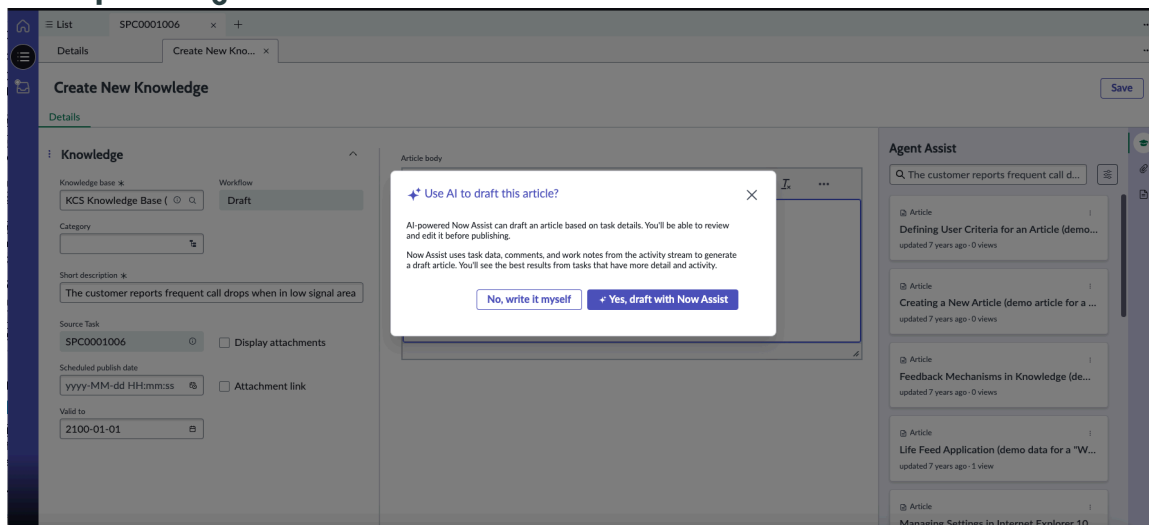 List
SPC0001006
Details
Create New Kno...
Create New Knowledge
Save
Details
Knowledge
Knowledge base
KCS Knowledge Base (
Workflow
Draft
Category
Short description
The customer reports frequent call drops when in low signal area
Source Task
SPC0001006
Display attachments
Scheduled publish date
yyyy-MM-dd HH:mm:ss
Attachment link
Valid to
2100-01-01
Article body
Use AI to draft this article?
AI-powered Now Assist can draft an article based on task details. You'll be able to review
and edit it before publishing.
Now Assist uses task data, comments, and work notes from the activity stream to generate
a draft article. You'll see the best results from tasks that have more detail and activity.
No, write it myself
Yes, draft with Now Assist
Agent Assist
The customer reports frequent call d...
Article
Defining User Criteria for an Article (demo...
updated 7 years ago - 0 views
Article
Creating a New Article (demo article for a ...
updated 7 years ago - 0 views
Article
Feedback Mechanisms in Knowledge (de...
updated 7 years ago - 0 views
Article
Life Feed Application (demo data for a "W...
updated 7 years ago - 1 view
Article
Managing Settings in Internet Explorer 10